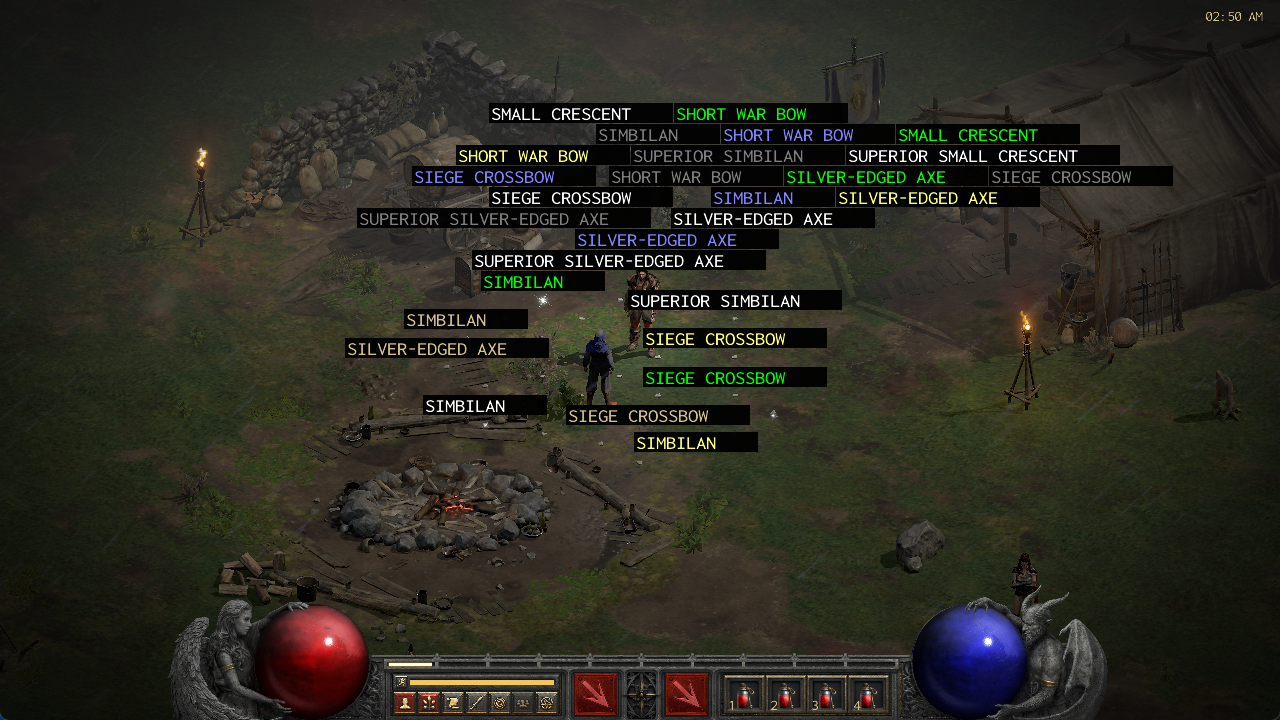 02:50 AM
SMALL CRESCENT SHORT WAR BOW
SIMBILAN SHORT WAR BOW SMALL CRESCENT
SHORT WAR BOW SUPERIOR SIMBILAN SUPERIOR SMALL CRESCENT
SIEGE CROSSBOW SHORT WAR BOW SILVER-EDGED AXE SIEGE CROSSBOW
SIEGE CROSSBOW SIMBILAN SILVER-EDGED AXE
SUPERIOR SILVER-EDGED AXE SILVER-EDGED AXE
SILVER-EDGED AXE
SUPERIOR SILVER-EDGED AXE
SIMBILAN
SUPERIOR SIMBILAN
SIMBILAN
SIEGE CROSSBOW
SILVER-EDGED AXE
SIEGE CROSSBOW
SIMBILAN
SIEGE CROSSBOW
SIMBILAN
1 2 3 4